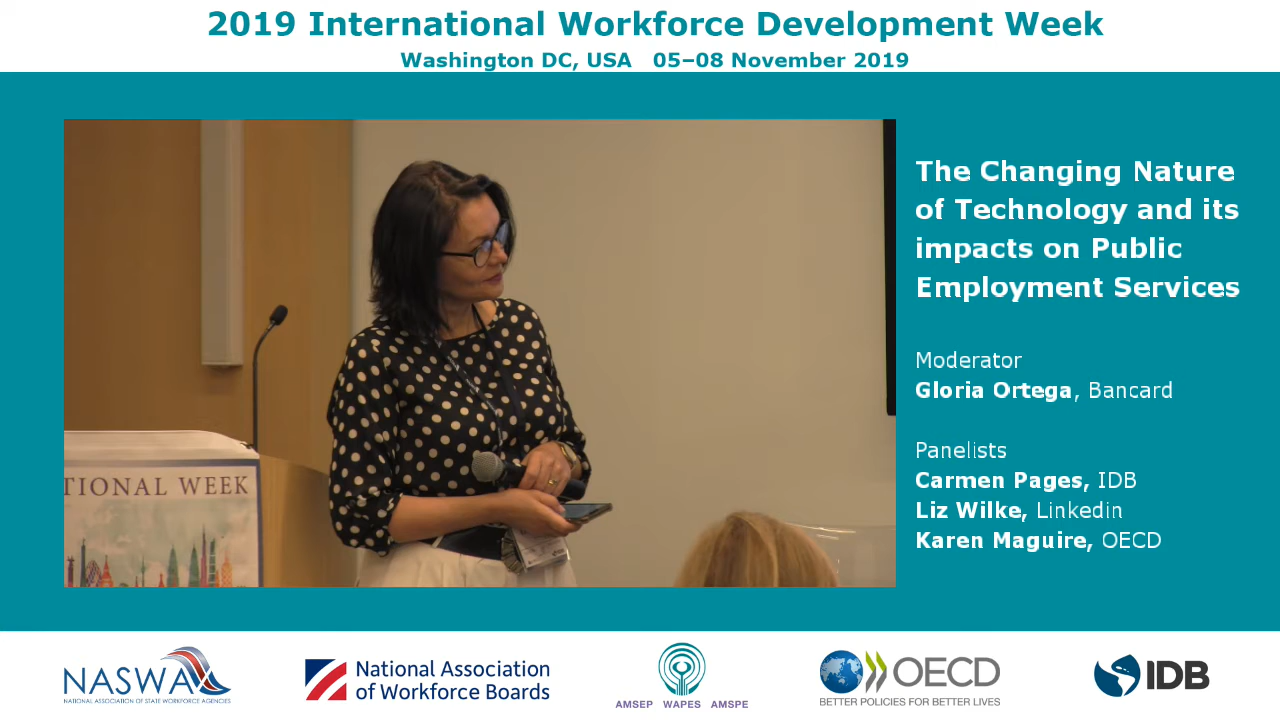 2019 International Workforce Development Week
Washington DC, USA 05–08 November 2019
The Changing Nature
of Technology and its
impacts on Public
Employment Services
Moderator
Gloria Ortega, Bancard
Panelists
Carmen Pages, IDB
Liz Wilke, Linkedin
Karen Maguire, OECD
TIONAL WEEK
NASWA
NATIONAL ASSOCIATION OF STATE WORKFORCE AGENCIES
National Association
of Workforce Boards
AMSEP WAPES AMSPE
OECD
BETTER POLICIES FOR BETTER LIVES
IDB